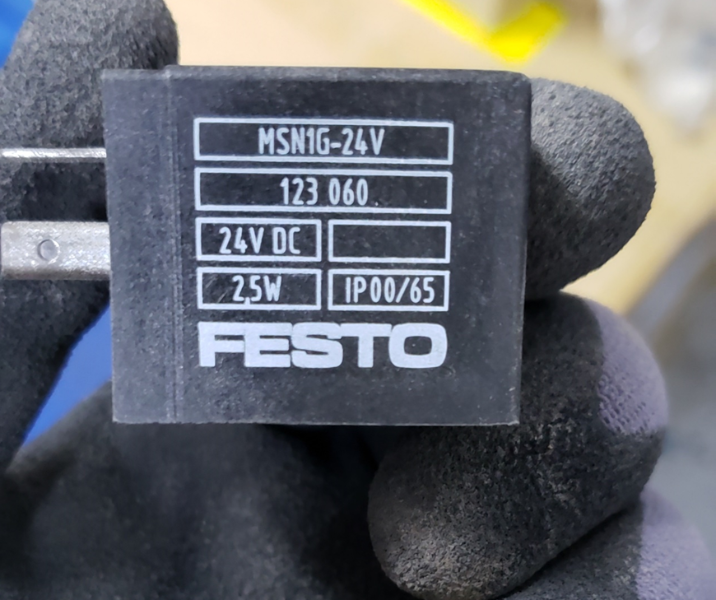 MSN1G-24V
123 060
24V DC
2,5W IP00/65
FESTO